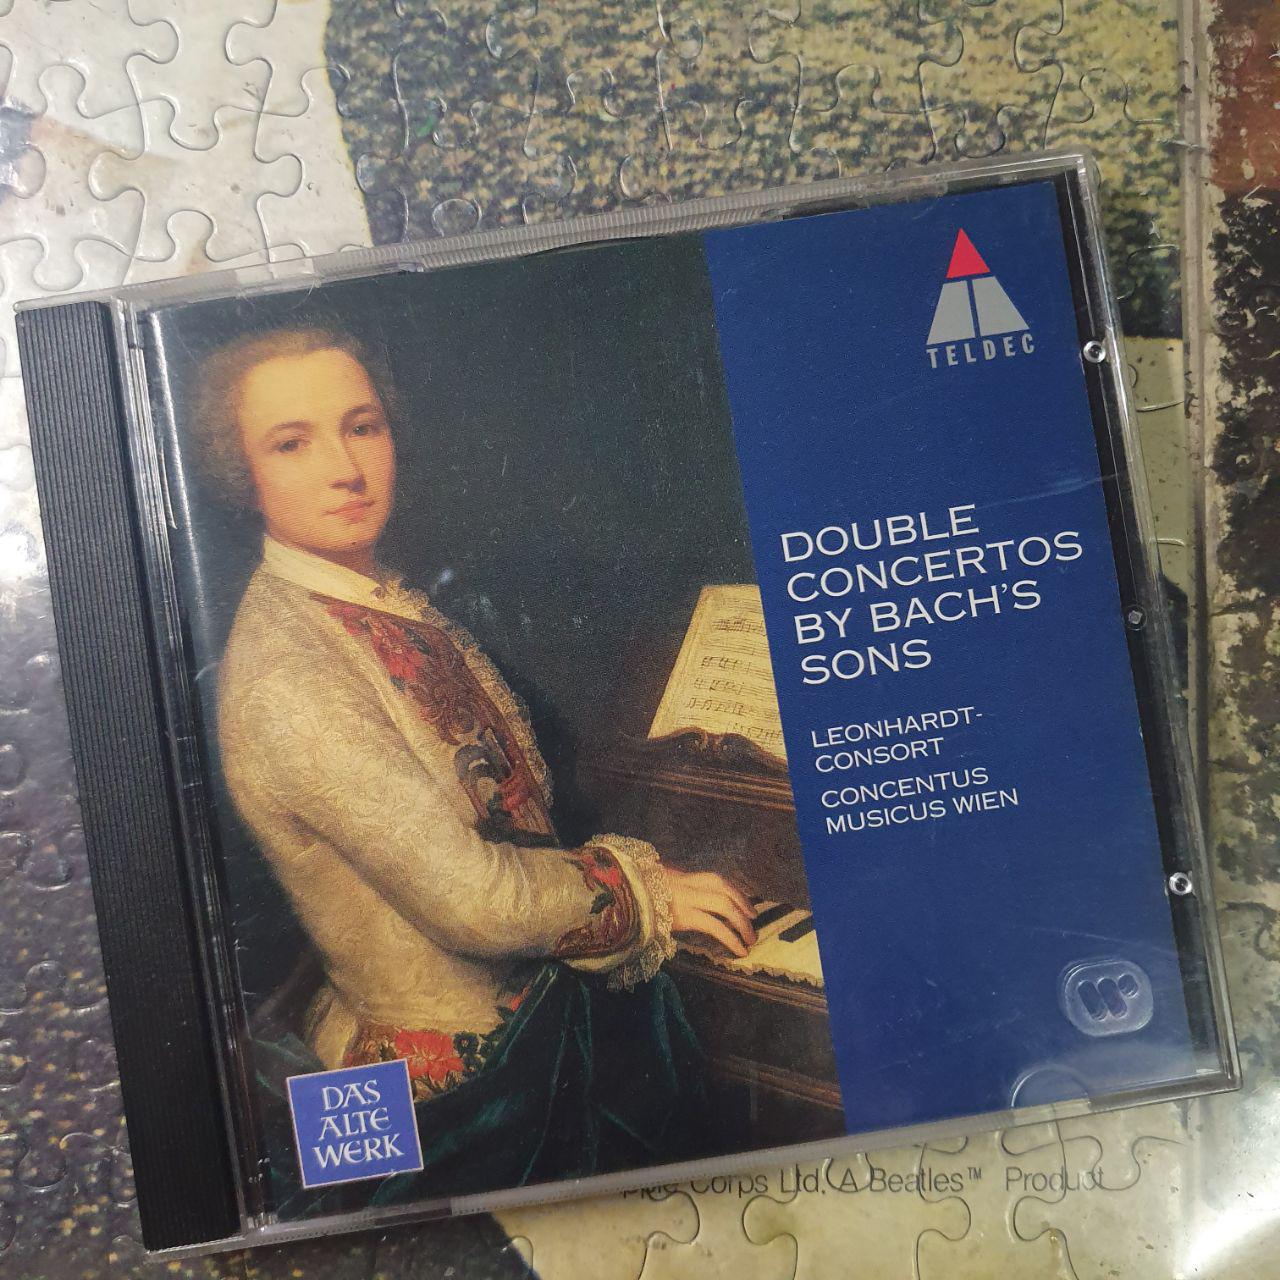 TELDEC
DOUBLE
CONCERTOS
BY BACH'S
SONS
LEONHARDT-
CONSORT
CONCENTUS
MUSICUS WIEN
DAS
ALTE
WERK
Corps Ltd. A Beatles™ Product